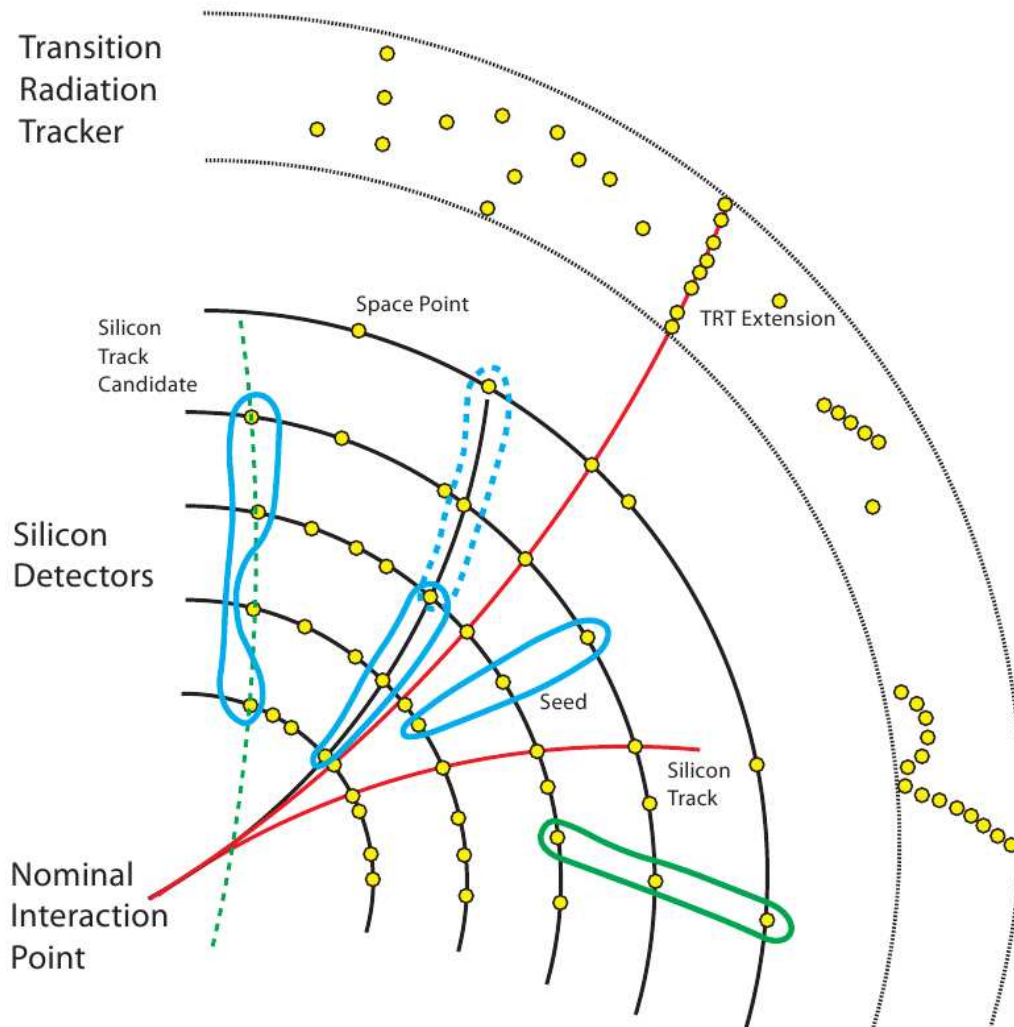 Transition
Radiation
Tracker
Space Point
TRT Extension
Silicon
Track
Candidate
Silicon
Detectors
Seed
Silicon
Track
Nominal
Interaction
Point